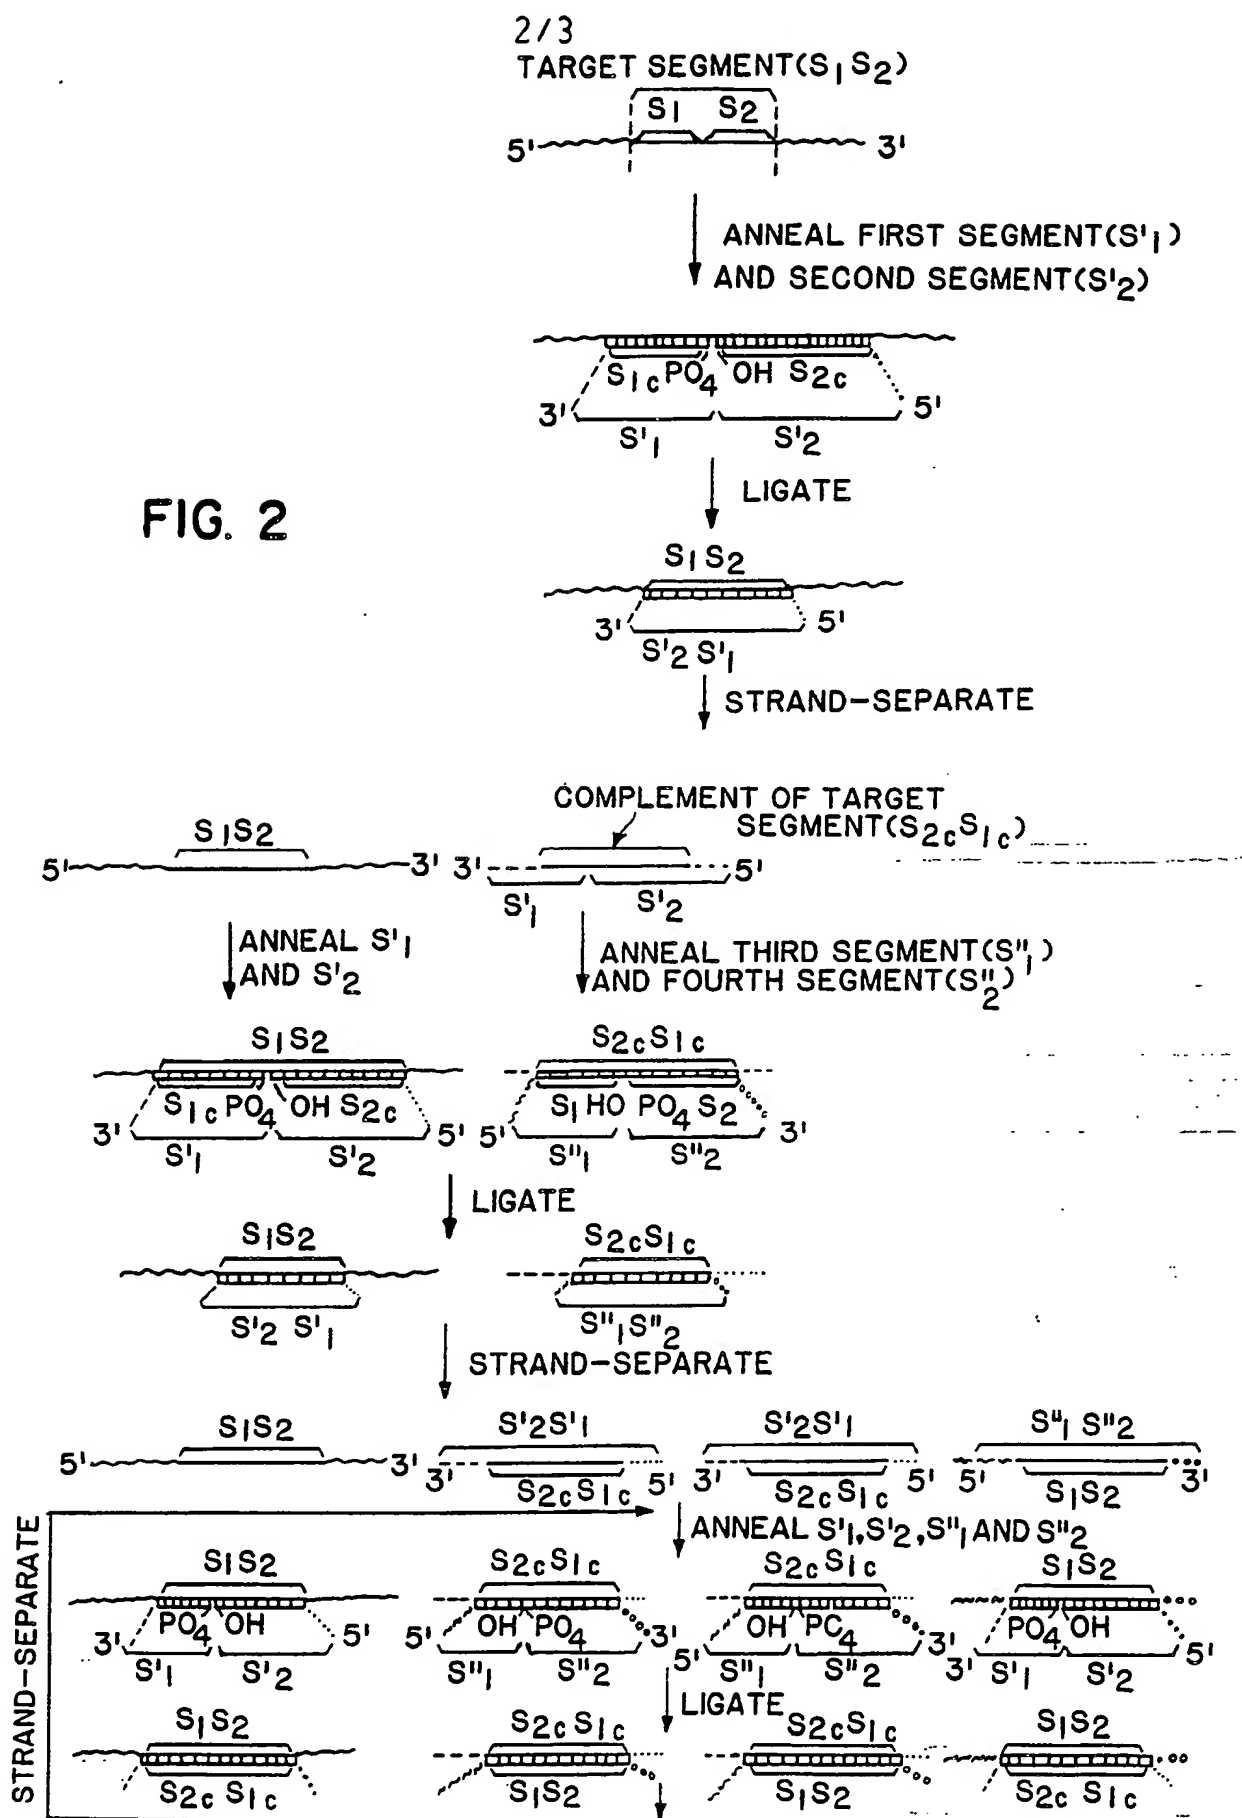 2/3
TARGET SEGMENT(S1S2)
S1 S2
5' 3'
ANNEAL FIRST SEGMENT(S'1)
AND SECOND SEGMENT(S'2)
S1c PO4 OH S2c
3' 5'
S'1 S'2
LIGATE
FIG. 2
S1S2
3' 5'
S'2 S'1
STRAND-SEPARATE
COMPLEMENT OF TARGET
SEGMENT(S2cS1c)
S1S2
5' 3' 3' 5'
S'1 S'2
ANNEAL S'1
AND S'2
ANNEAL THIRD SEGMENT(S"1)
AND FOURTH SEGMENT(S"2)
S1S2 S2cS1c
S1c PO4 OH S2c S1 HO PO4 S2
3' 5' 5' 3'
S'1 S'2 S"1 S"2
LIGATE
S1S2 S2cS1c
S'2 S'1 S"1S"2
STRAND-SEPARATE
S1S2 S'2S'1 S'2S'1 S"1 S"2
5' 3' 3' 5' 3' 5' 5' 3'
S2cS1c S2cS1c S1S2
ANNEAL S'1,S'2,S"1 AND S"2
STRAND-SEPARATE
S1S2 S2cS1c S2cS1c S1S2
PO4 OH OH PO4 OH PO4 PO4 OH
3' 5' 3' 5' 3' 3' 5'
S'1 S'2 S"1 S"2 S"1 S"2 S'1 S'2
LIGATE
S1S2 S2cS1c S2cS1c S1S2
S2c S1c S1S2 S1S2 S2c S1c